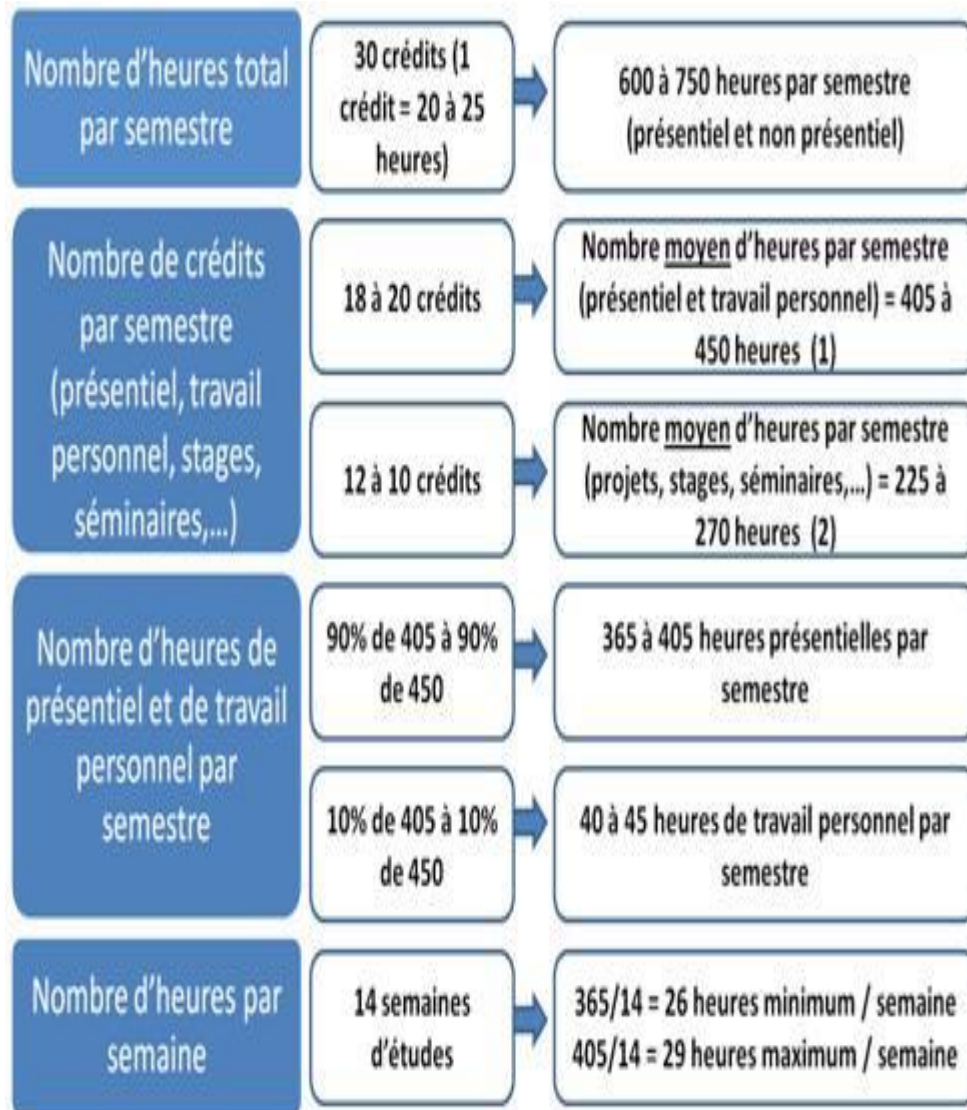 Nombre d'heures total
par semestre
30 crédits (1
crédit = 20 à 25
heures)
600 à 750 heures par semestre
(présentiel et non présentiel)
Nombre de crédits
par semestre
(présentiel, travail
personnel, stages,
séminaires,...)
18 à 20 crédits
Nombre moyen d'heures par semestre
(présentiel et travail personnel) = 405 à
450 heures (1)
12 à 10 crédits
Nombre moyen d'heures par semestre
(projets, stages, séminaires,...) = 225 à
270 heures (2)
Nombre d'heures de
présentiel et de travail
personnel par
semestre
90% de 405 à 90%
de 450
365 à 405 heures présentielles par
semestre
10% de 405 à 10%
de 450
40 à 45 heures de travail personnel par
semestre
Nombre d'heures par
semaine
14 semaines
d'études
365/14 = 26 heures minimum / semaine
405/14 = 29 heures maximum / semaine